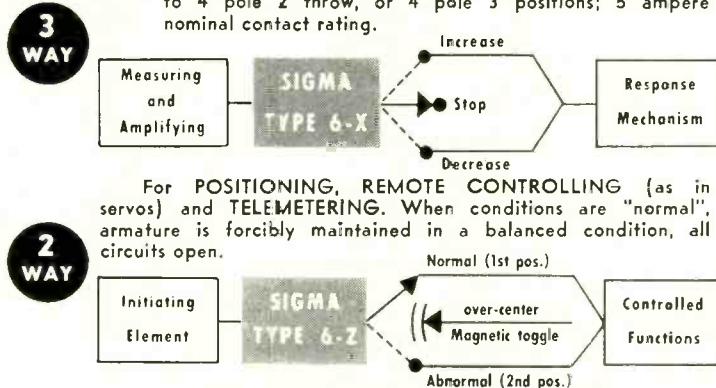 to 4 pole 2 throw, or 4 pole 3 positions; 5 ampere
nominal contact rating.
3
WAY
Measuring
and
Amplifying
SIGMA
TYPE 6-X
Increase
Stop
Decrease
Response
Mechanism
For POSITIONING, REMOTE CONTROLLING (as in
servos) and TELEMETERING. When conditions are "normal",
armature is forcibly maintained in a balanced condition, all
circuits open.
2
WAY
Initiating
Element
SIGMA
TYPE 6-Z
Normal (1st pos.)
over-center
Magnetic toggle
Abnormal (2nd pos.)
Controlled
Functions